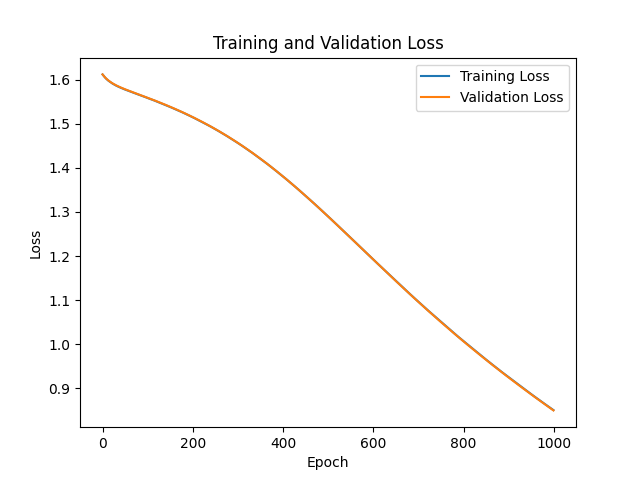 Training and Validation Loss
Training Loss
Validation Loss
1.6
1.5
1.4
1.3
1.2
1.1
1.0
0.9
Loss
0 200 400 600 800 1000
Epoch